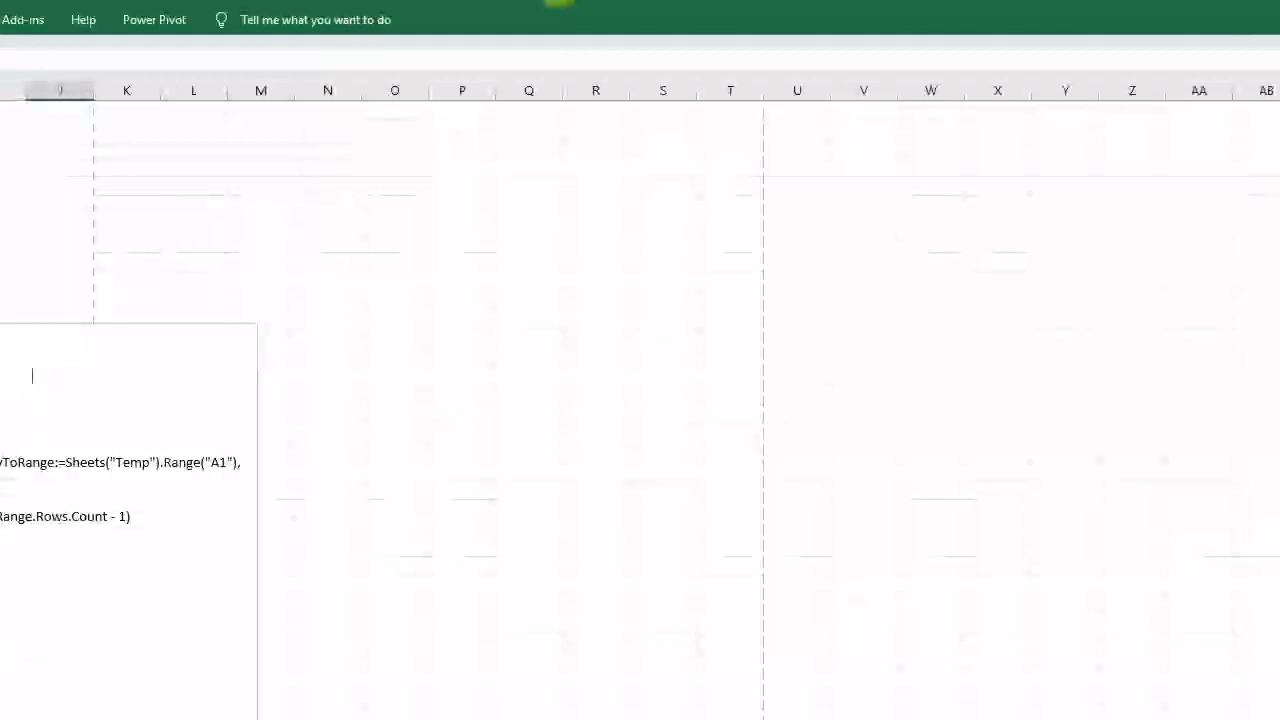 Add-ins Help Power Pivot Tell me what you want to do
J K L M N O P Q R S T U V W X Y Z AA AB
yToRange:=Sheets("Temp").Range("A1"),
Range.Rows.Count - 1)